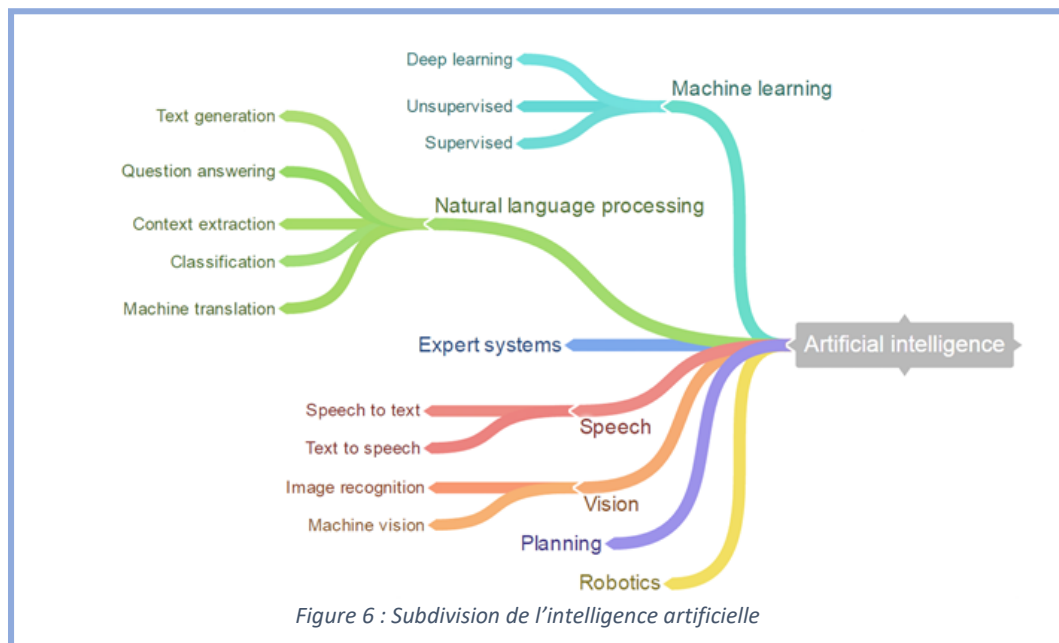 Deep learning
Machine learning
Unsupervised
Supervised
Text generation
Question answering
Natural language processing
Context extraction
Classification
Machine translation
Expert systems
Artificial intelligence
Speech to text
Speech
Text to speech
Image recognition
Vision
Machine vision
Planning
Robotics
Figure 6 : Subdivision de l’intelligence artificielle